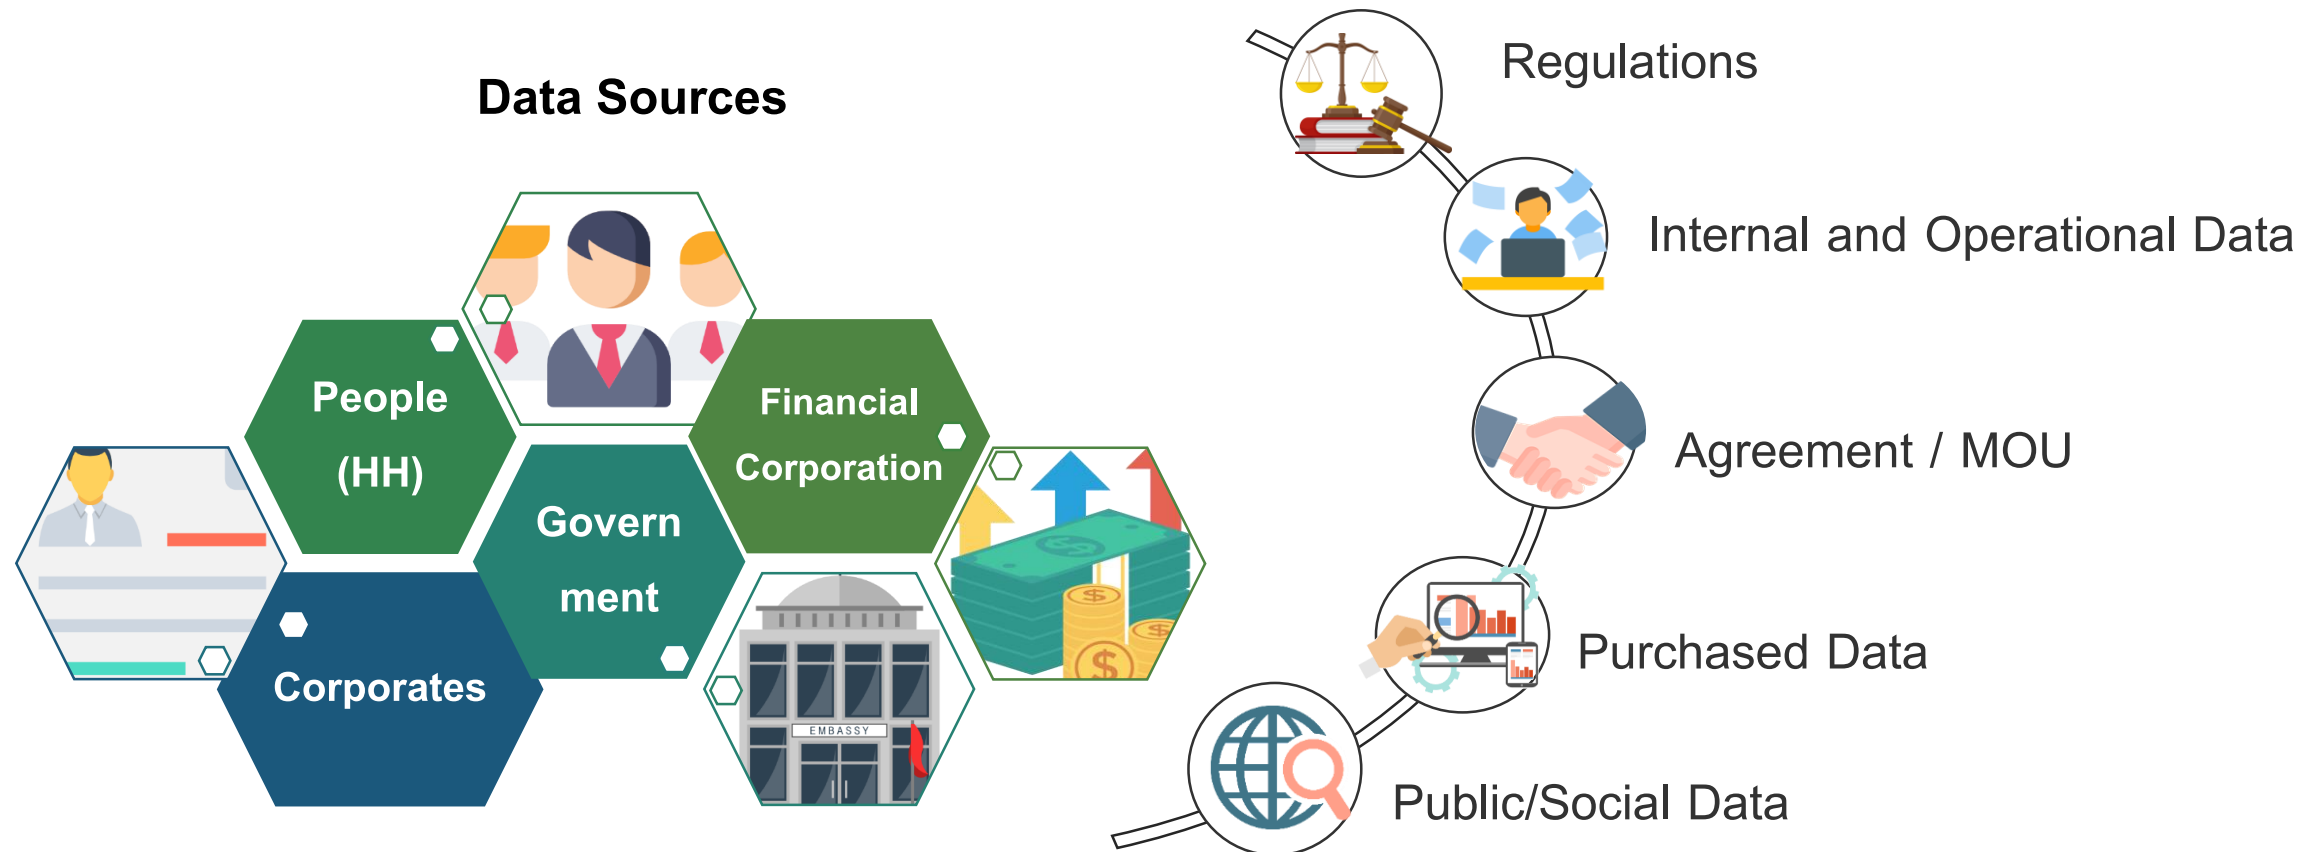 Data Sources
People
(HH)
Financial
Corporation
Govern
ment
Corporates
EMBASSY
$
$
$
$
Regulations
Internal and Operational Data
Agreement / MOU
Purchased Data
Public/Social Data